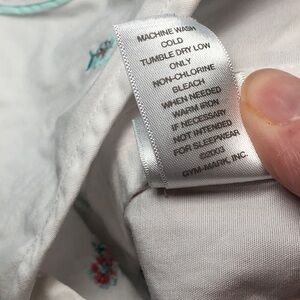 MACHINE WASH
COLD
TUMBLE DRY LOW
ONLY
NON-CHLORINE
BLEACH
WHEN NEEDED
WARM IRON
IF NECESSARY
NOT INTENDED
FOR SLEEPWEAR
©2003
GYM-MARK, INC.